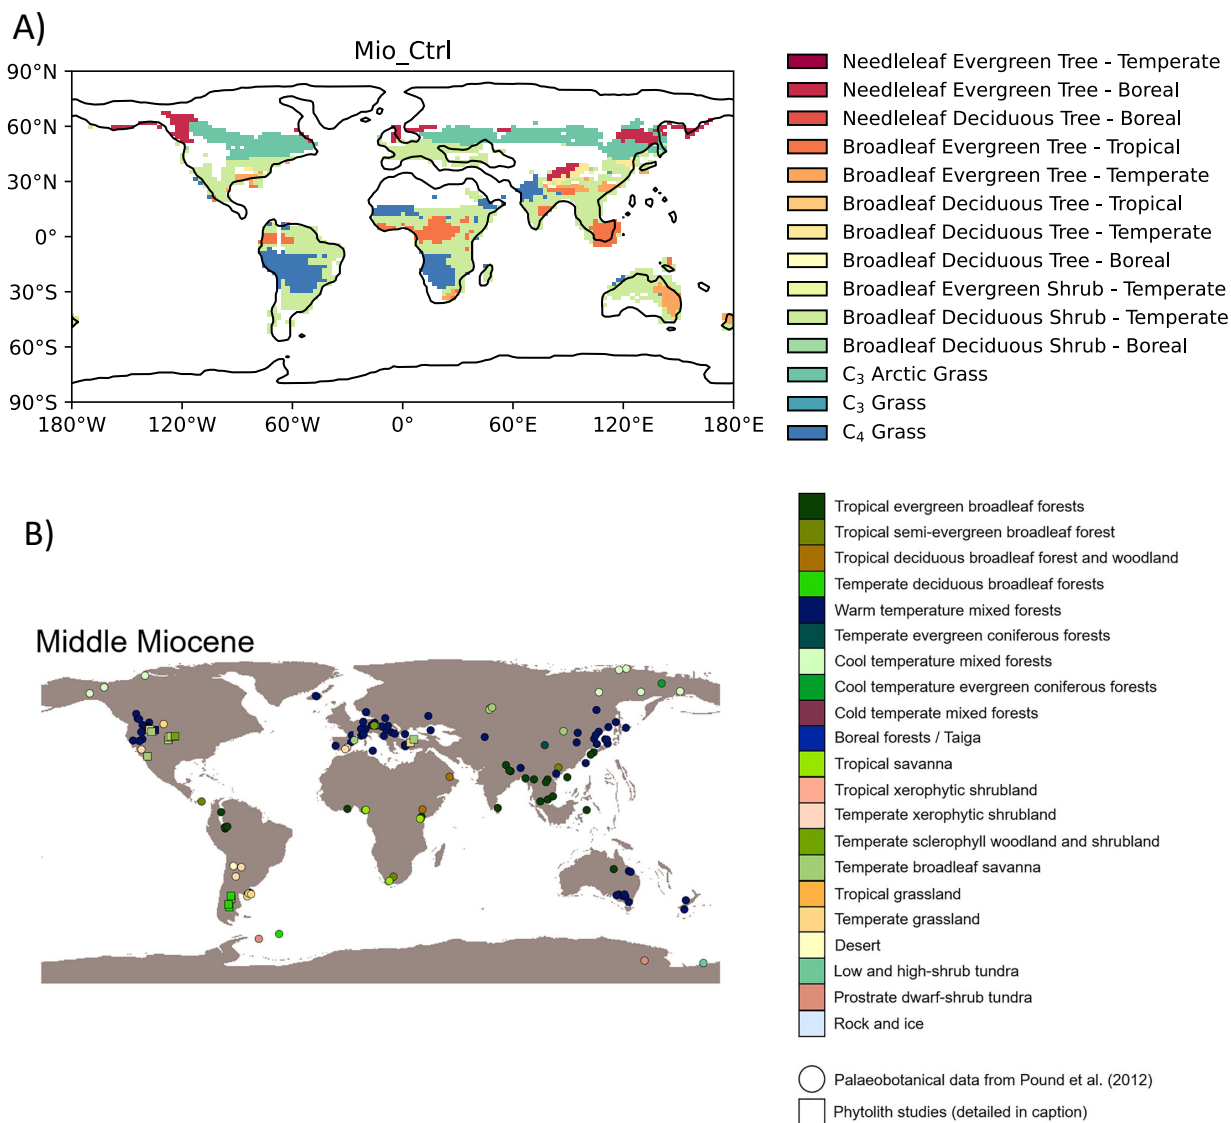 A)
Mio_Ctrl
90°N
60°N
30°N
0°
30°S
60°S
90°S
180°W
120°W
60°W
0°
60°E
120°E
180°E
Needleleaf Evergreen Tree - Temperate
Needleleaf Evergreen Tree - Boreal
Needleleaf Deciduous Tree - Boreal
Broadleaf Evergreen Tree - Tropical
Broadleaf Evergreen Tree - Temperate
Broadleaf Deciduous Tree - Tropical
Broadleaf Deciduous Tree - Temperate
Broadleaf Deciduous Tree - Boreal
Broadleaf Evergreen Shrub - Temperate
Broadleaf Deciduous Shrub - Temperate
Broadleaf Deciduous Shrub - Boreal
C₃ Arctic Grass
C₃ Grass
C₄ Grass
B)
Middle Miocene
Tropical evergreen broadleaf forests
Tropical semi-evergreen broadleaf forest
Tropical deciduous broadleaf forest and woodland
Temperate deciduous broadleaf forests
Warm temperature mixed forests
Temperate evergreen coniferous forests
Cool temperature mixed forests
Cool temperature evergreen coniferous forests
Cold temperate mixed forests
Boreal forests / Taiga
Tropical savanna
Tropical xerophytic shrubland
Temperate xerophytic shrubland
Temperate sclerophyll woodland and shrubland
Temperate broadleaf savanna
Tropical grassland
Temperate grassland
Desert
Low and high-shrub tundra
Prostrate dwarf-shrub tundra
Rock and ice
Palaeobotanical data from Pound et al. (2012)
Phytolith studies (detailed in caption)